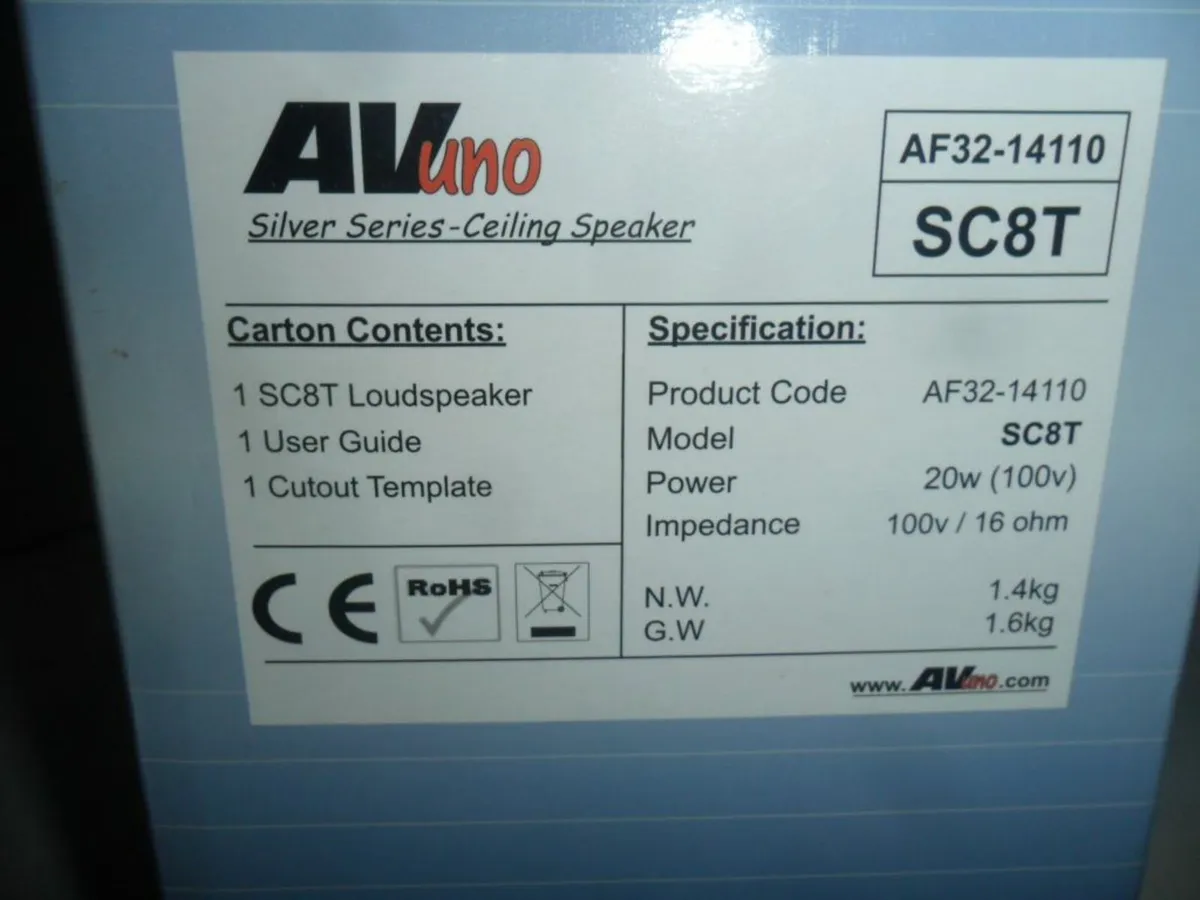 AVuno
Silver Series-Ceiling Speaker
AF32-14110
SC8T
Carton Contents:
1 SC8T Loudspeaker
1 User Guide
1 Cutout Template
CE
RoHS
Specification:
Product Code AF32-14110
Model SC8T
Power 20w (100v)
Impedance 100v / 16 ohm
N.W. 1.4kg
G.W 1.6kg
www.AVuno.com